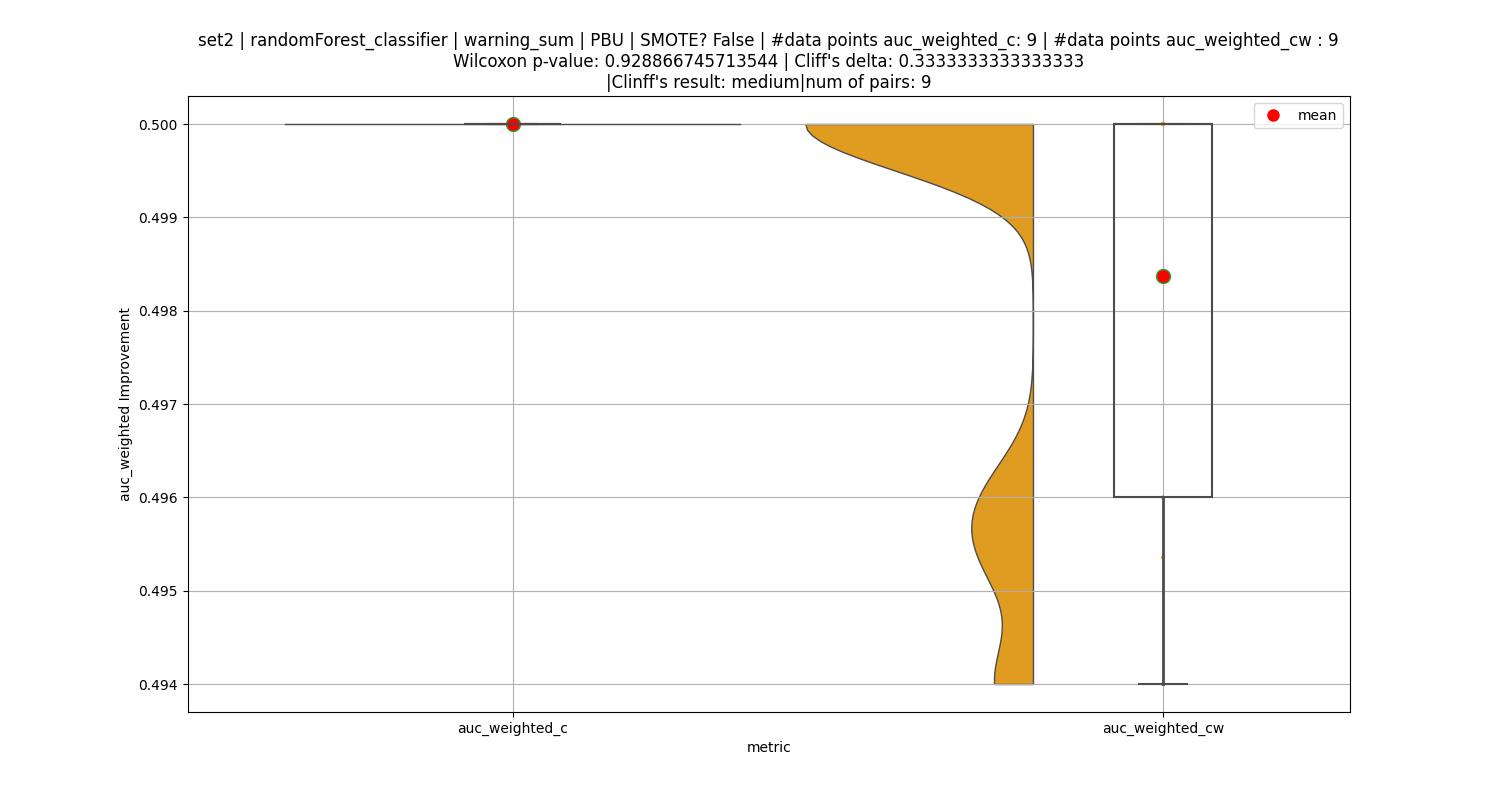 set2 | randomForest_classifier | warning_sum | PBU | SMOTE? False | #data points auc_weighted_c: 9 | #data points auc_weighted_cw : 9
Wilcoxon p-value: 0.928866745713544 | Cliff's delta: 0.3333333333333333
|Clinff's result: medium|num of pairs: 9
mean
0.500
0.499
0.498
0.497
0.496
0.495
0.494
auc_weighted Improvement
auc_weighted_c
auc_weighted_cw
metric